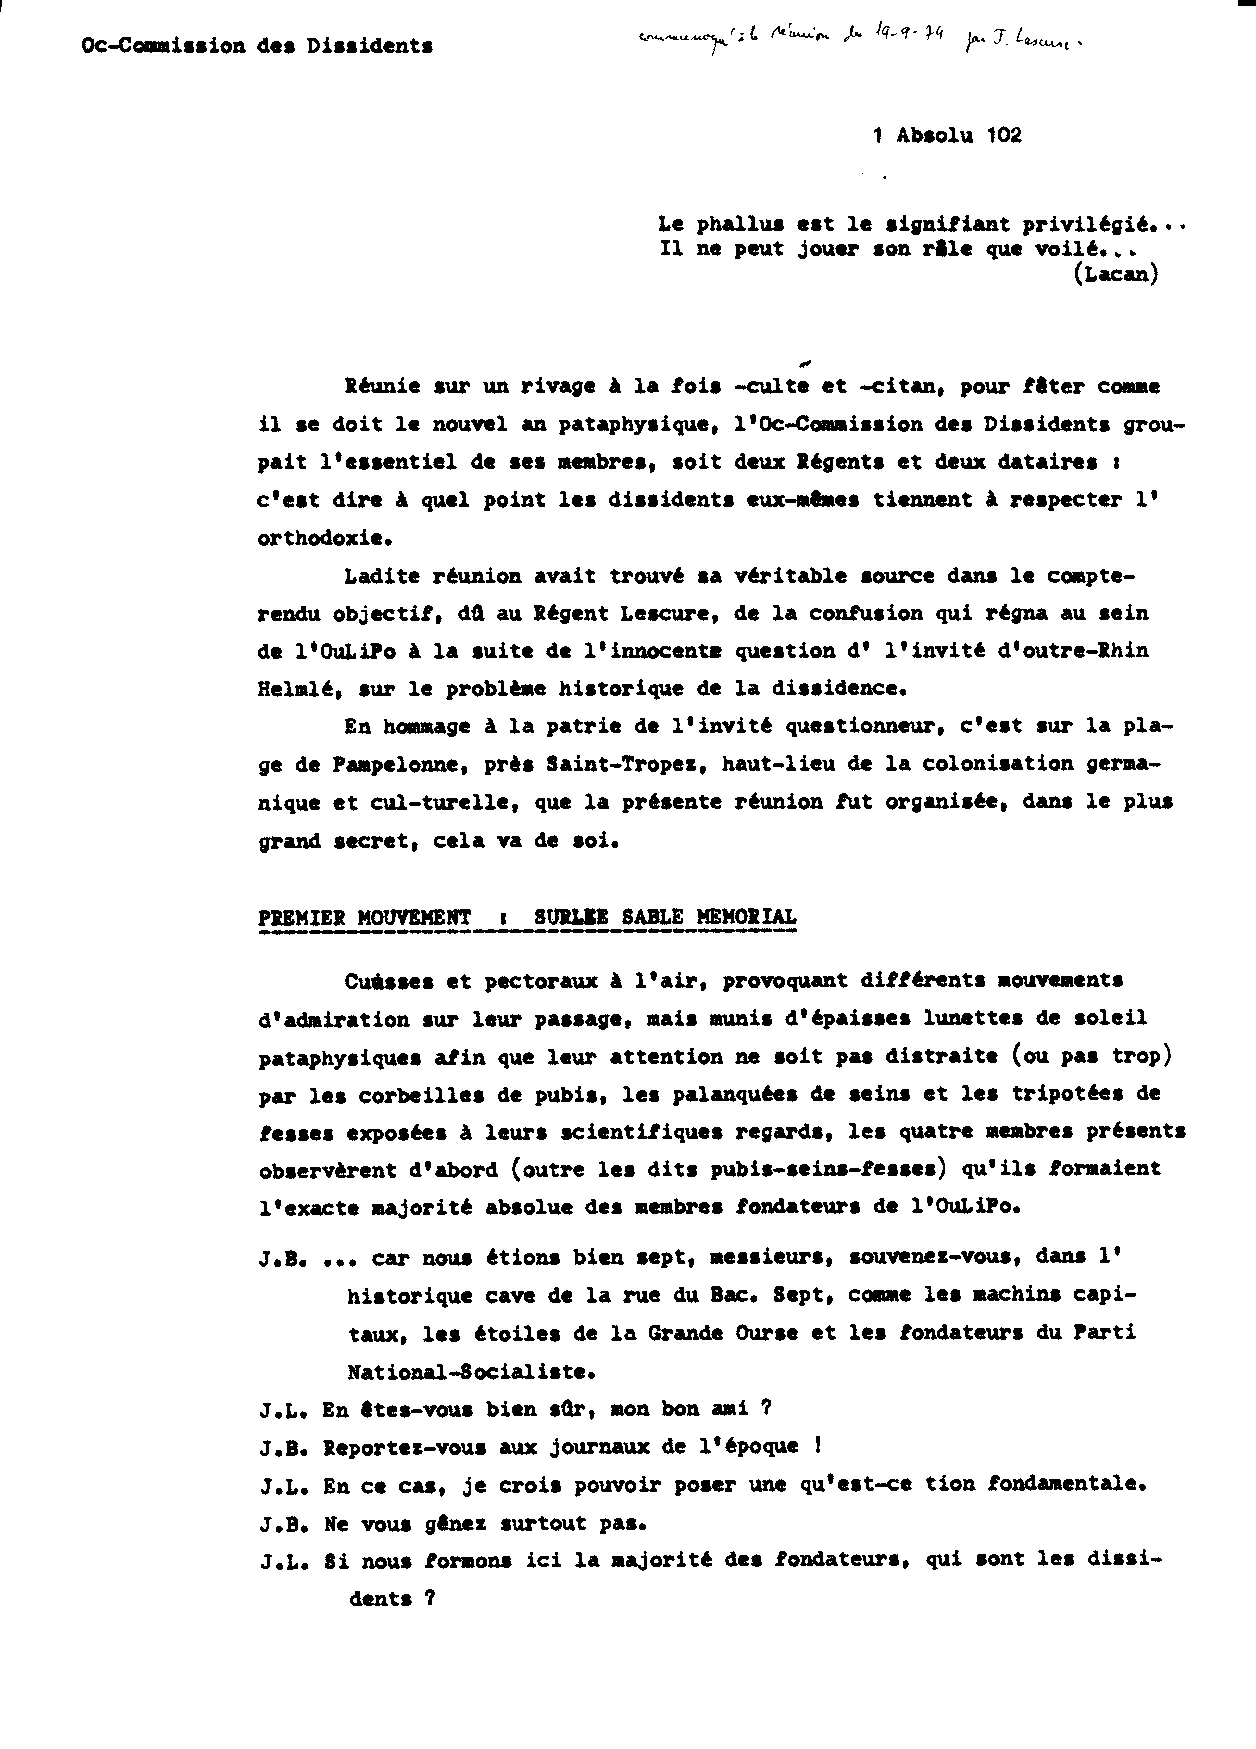 Oc-Commission des Dissidents
à la réunion du 19-9-74 par J. Lescure.
1 Absolu 102
Le phallus est le signifiant privilégié...
Il ne peut jouer son rôle que voilé...
(Lacan)
Réunie sur un rivage à la fois -culte et -citan, pour fêter comme
il se doit le nouvel an pataphysique, l'Oc-Commission des Dissidents grou-
pait l'essentiel de ses membres, soit deux Régents et deux dataires :
c'est dire à quel point les dissidents eux-mêmes tiennent à respecter l'
orthodoxie.
Ladite réunion avait trouvé sa véritable source dans le compte-
rendu objectif, dû au Régent Lescure, de la confusion qui régna au sein
de l'OuLiPo à la suite de l'innocente question d' l'invité d'outre-Rhin
Helmlé, sur le problème historique de la dissidence.
En hommage à la patrie de l'invité questionneur, c'est sur la pla-
ge de Pampelonne, près Saint-Tropez, haut-lieu de la colonisation germa-
nique et cul-turelle, que la présente réunion fut organisée, dans le plus
grand secret, cela va de soi.
PREMIER MOUVEMENT : SURLEE SABLE MEMORIAL
Cuisses et pectoraux à l'air, provoquant différents mouvements
d'admiration sur leur passage, mais munis d'épaisses lunettes de soleil
pataphysiques afin que leur attention ne soit pas distraite (ou pas trop)
par les corbeilles de pubis, les palanquées de seins et les tripotées de
fesses exposées à leurs scientifiques regards, les quatre membres présents
observèrent d'abord (outre les dits pubis-seins-fesses) qu'ils formaient
l'exacte majorité absolue des membres fondateurs de l'OuLiPo.
J.B. ... car nous étions bien sept, messieurs, souvenez-vous, dans l'
historique cave de la rue du Bac. Sept, comme les machins capi-
taux, les étoiles de la Grande Ourse et les fondateurs du Parti
National-Socialiste.
J.L. En êtes-vous bien sûr, mon bon ami ?
J.B. Reportez-vous aux journaux de l'époque !
J.L. En ce cas, je crois pouvoir poser une qu'est-ce tion fondamentale.
J.B. Ne vous gênez surtout pas.
J.L. Si nous formons ici la majorité des fondateurs, qui sont les dissi-
dents ?